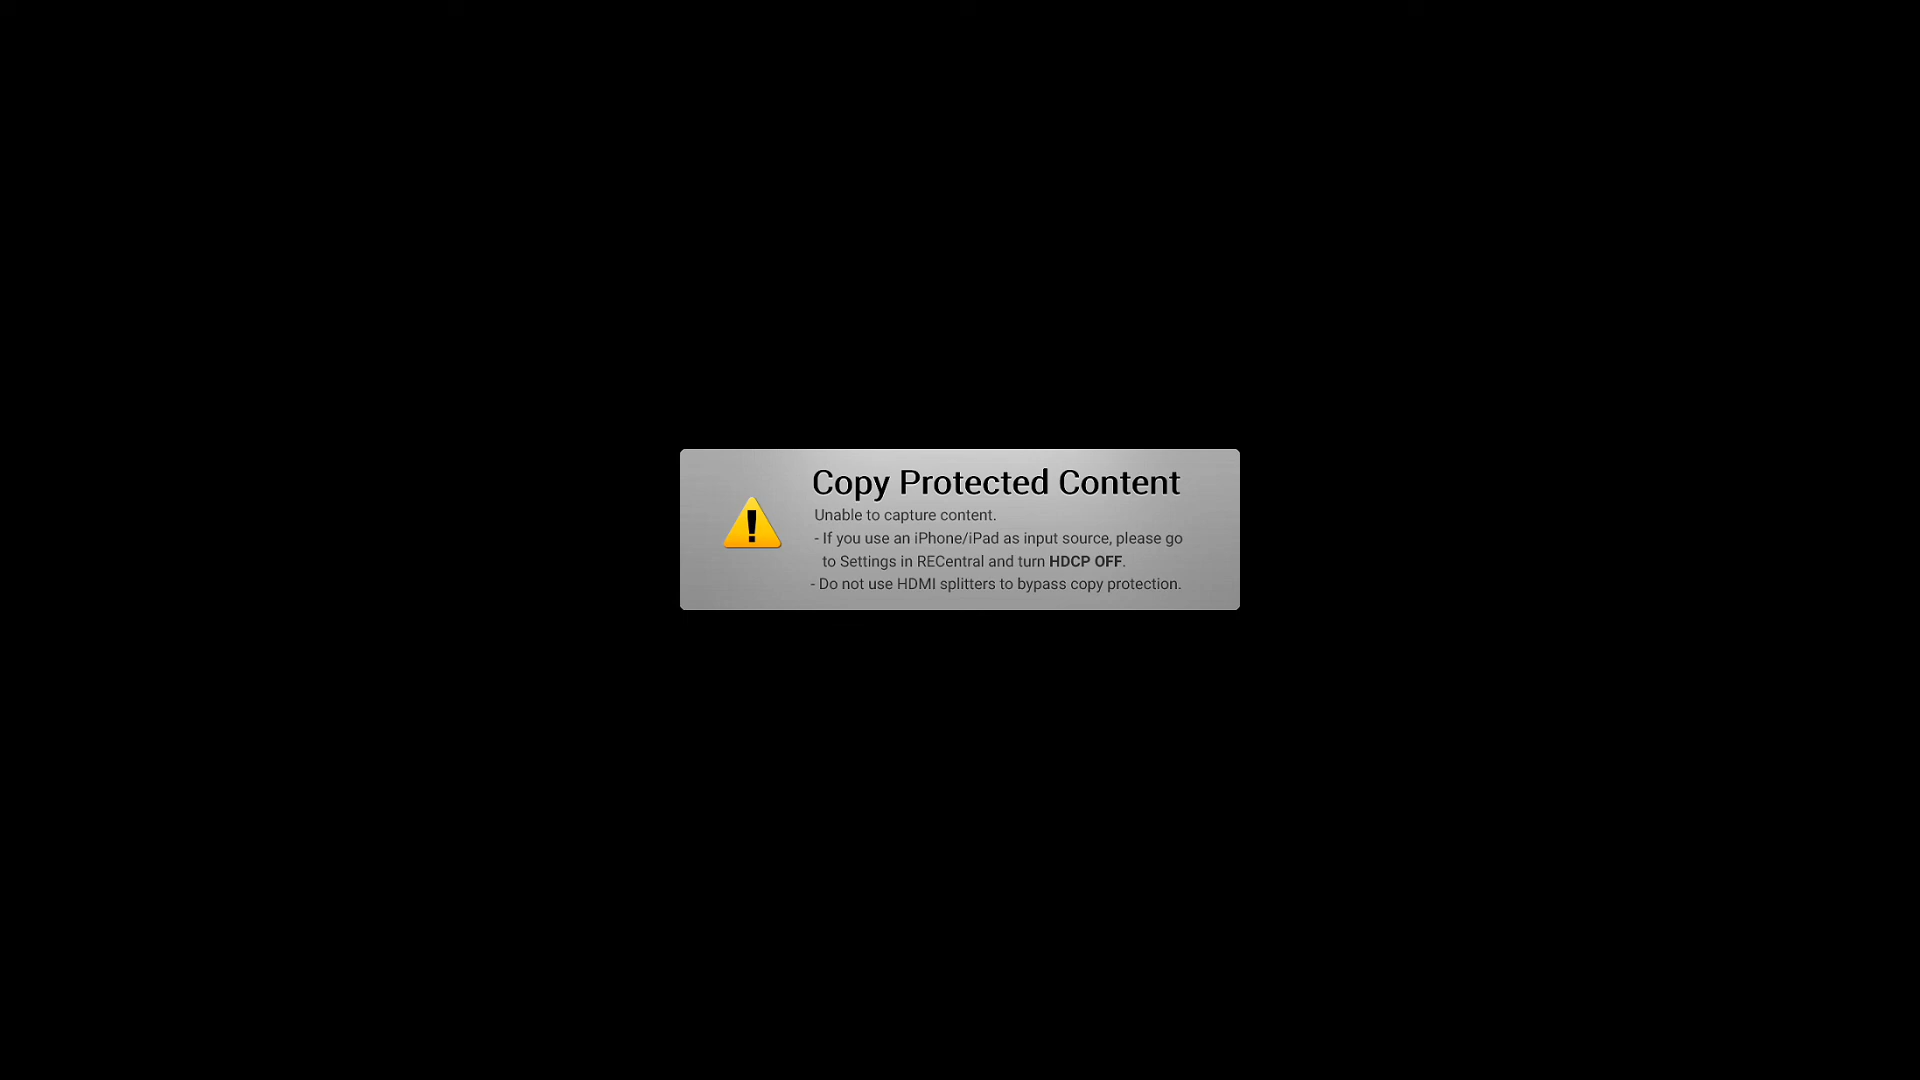 Copy Protected Content
Unable to capture content.
- If you use an iPhone/iPad as input source, please go
to Settings in RECentral and turn HDCP OFF.
- Do not use HDMI splitters to bypass copy protection.